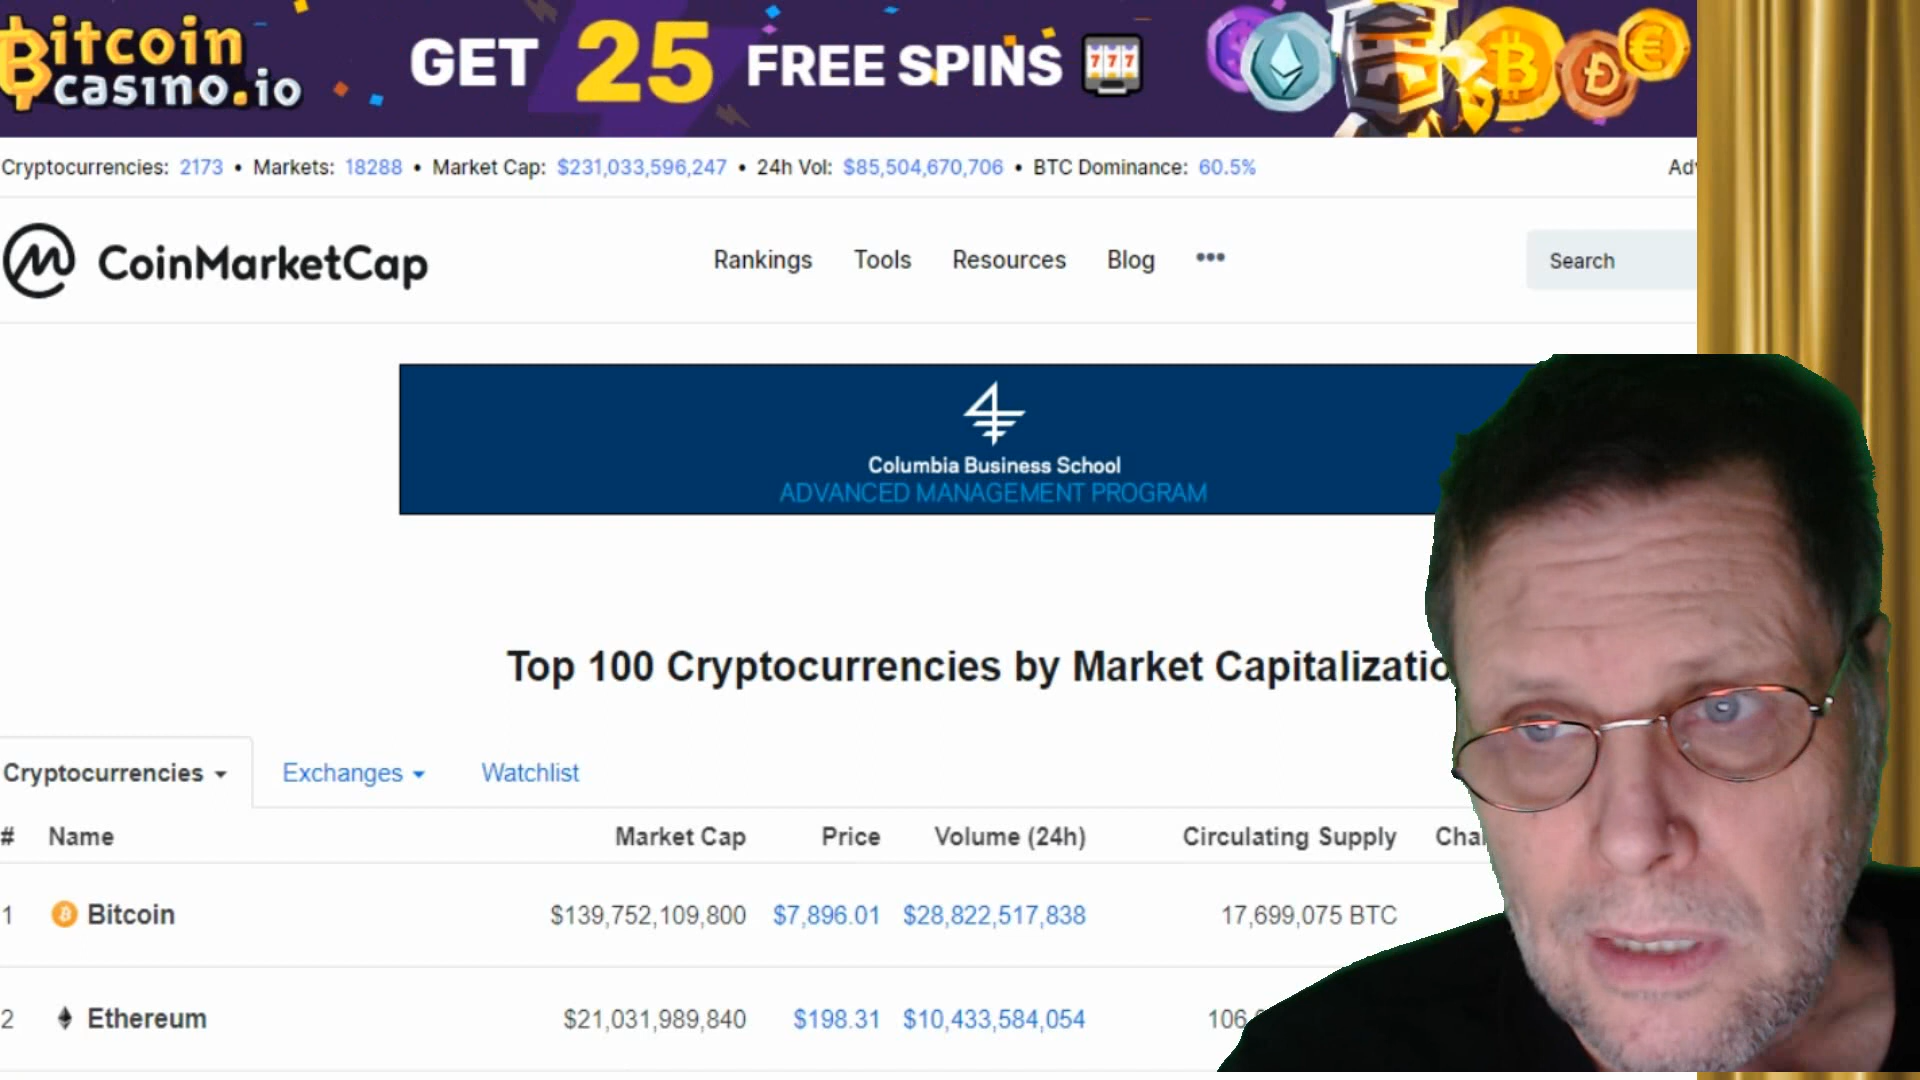 Bitcoin
casino.io
GET 25 FREE SPINS 777
Cryptocurrencies: 2173 • Markets: 18288 • Market Cap: $231,033,596,247 • 24h Vol: $85,504,670,706 • BTC Dominance: 60.5%
CoinMarketCap
Rankings Tools Resources Blog •••
Search
Columbia Business School
ADVANCED MANAGEMENT PROGRAM
Top 100 Cryptocurrencies by Market
Cryptocurrencies Exchanges Watchlist
# Name Market Cap Price Volume (24h) Circulating Supply
1 Bitcoin $139,752,109,800 $7,896.01 $28,822,517,838 17,699,075 BTC
2 Ethereum $21,031,989,840 $198.31 $10,433,584,054